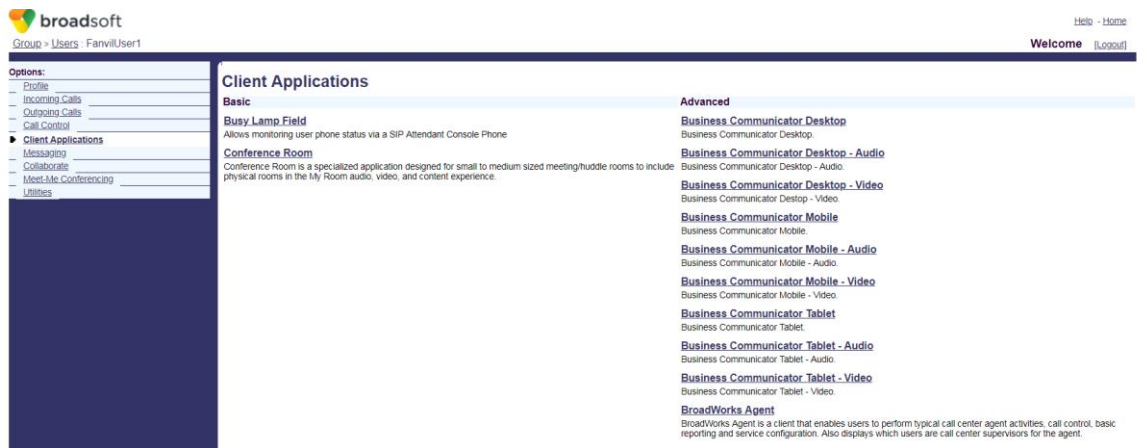 broadsoft
Help - Home
Group > Users : FanvilUser1
Welcome [Logout]
Options:
Profile
Incoming Calls
Outgoing Calls
Call Control
Client Applications
Messaging
Collaborate
Meet-Me Conferencing
Utilities
Client Applications
Basic
Busy Lamp Field
Allows monitoring user phone status via a SIP Attendant Console Phone
Conference Room
Conference Room is a specialized application designed for small to medium sized meeting/huddle rooms to include
physical rooms in the My Room audio, video, and content experience.
Advanced
Business Communicator Desktop
Business Communicator Desktop.
Business Communicator Desktop - Audio
Business Communicator Desktop - Audio.
Business Communicator Desktop - Video
Business Communicator Destop - Video.
Business Communicator Mobile
Business Communicator Mobile.
Business Communicator Mobile - Audio
Business Communicator Mobile - Audio.
Business Communicator Mobile - Video
Business Communicator Mobile - Video.
Business Communicator Tablet
Business Communicator Tablet.
Business Communicator Tablet - Audio
Business Communicator Tablet - Audio.
Business Communicator Tablet - Video
Business Communicator Tablet - Video.
BroadWorks Agent
BroadWorks Agent is a client that enables users to perform typical call center agent activities, call control, basic
reporting and service configuration. Also displays which users are call center supervisors for the agent.